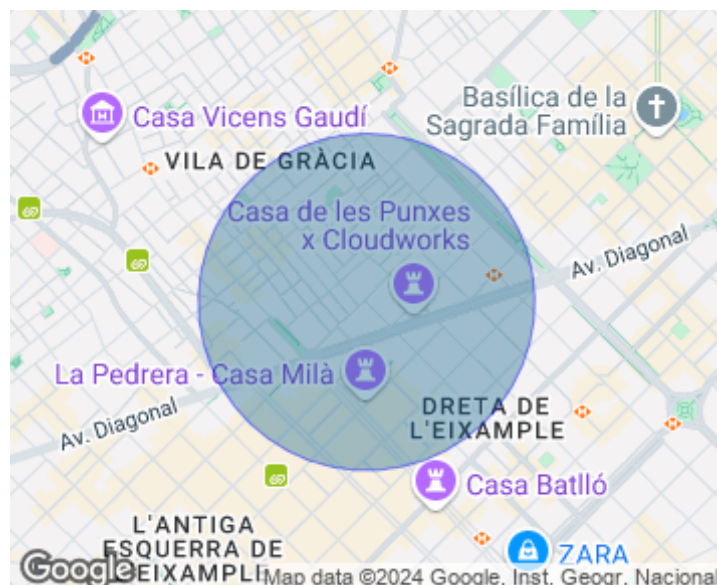 Basílica de la
Sagrada Família
Casa Vicens Gaudí
VILA DE GRÀCIA
Casa de les Punxes
x Cloudworks
Av. Diagonal
La Pedrera - Casa Milà
DRETA DE
L'EIXAMPLE
Av. Diagonal
Casa Batlló
L'ANTIGA
ESQUERRA DE
L'EIXAMPL
ZARA
Google
Map data ©2024 Google, Inst. Geogr. Nacional